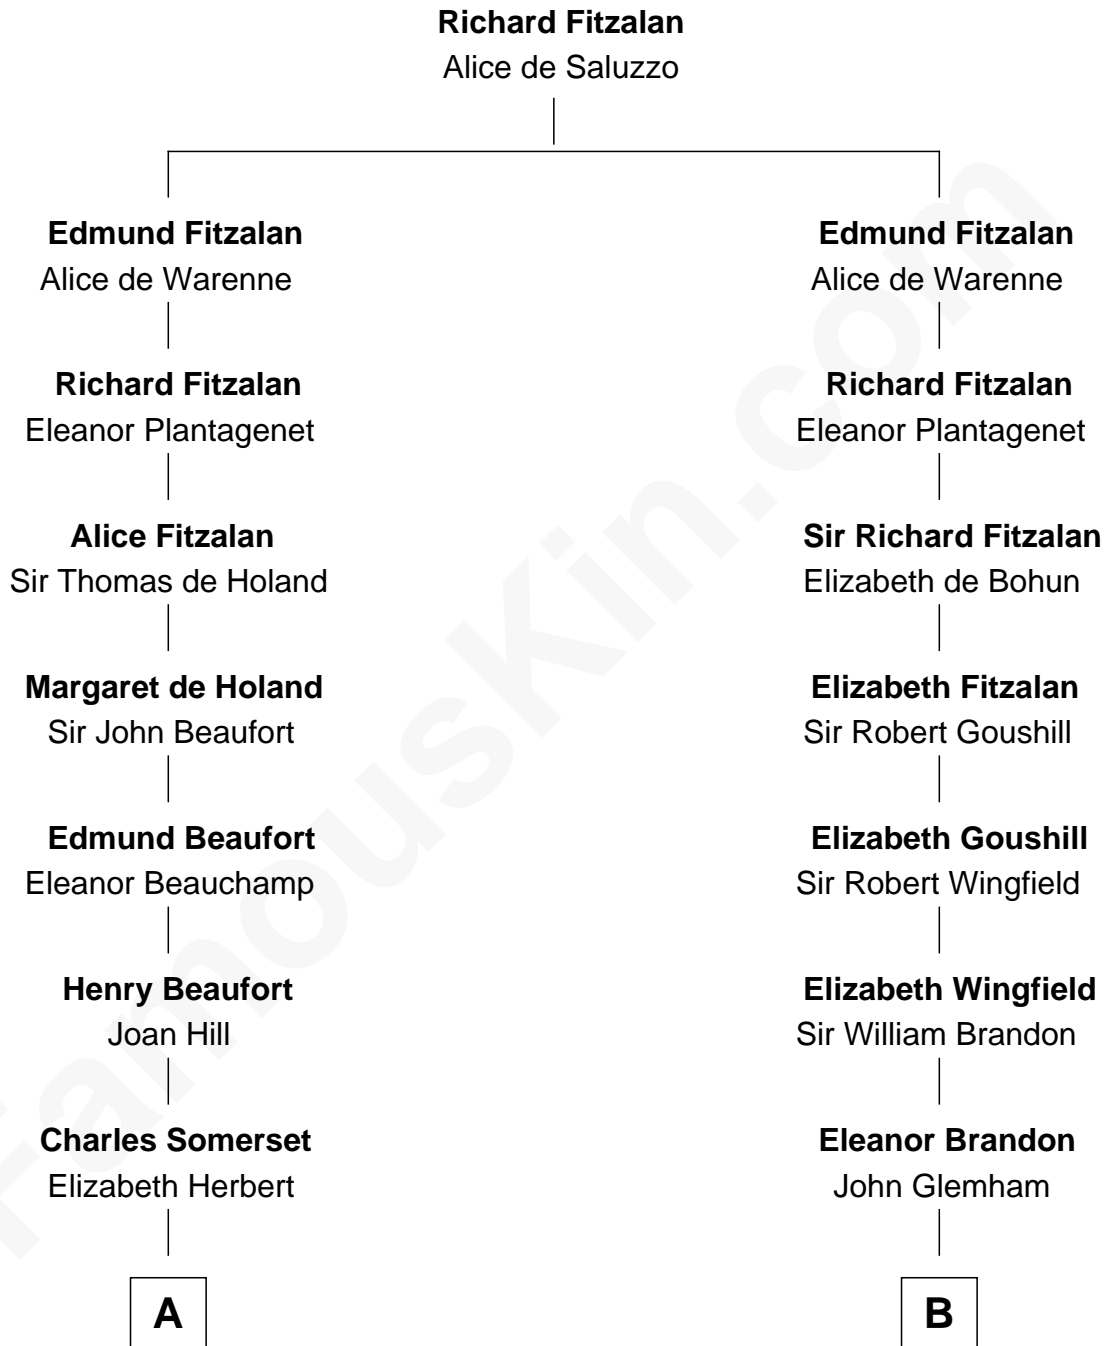 Richard Fitzalan
Alice de Saluzzo
Edmund Fitzalan
Alice de Warenne
Richard Fitzalan
Eleanor Plantagenet
Alice Fitzalan
Sir Thomas de Holand
Margaret de Holand
Sir John Beaufort
Edmund Beaufort
Eleanor Beauchamp
Henry Beaufort
Joan Hill
Charles Somerset
Elizabeth Herbert
A
Edmund Fitzalan
Alice de Warenne
Richard Fitzalan
Eleanor Plantagenet
Sir Richard Fitzalan
Elizabeth de Bohun
Elizabeth Fitzalan
Sir Robert Goushill
Elizabeth Goushill
Sir Robert Wingfield
Elizabeth Wingfield
Sir William Brandon
Eleanor Brandon
John Glemham
B
FamousKin.com